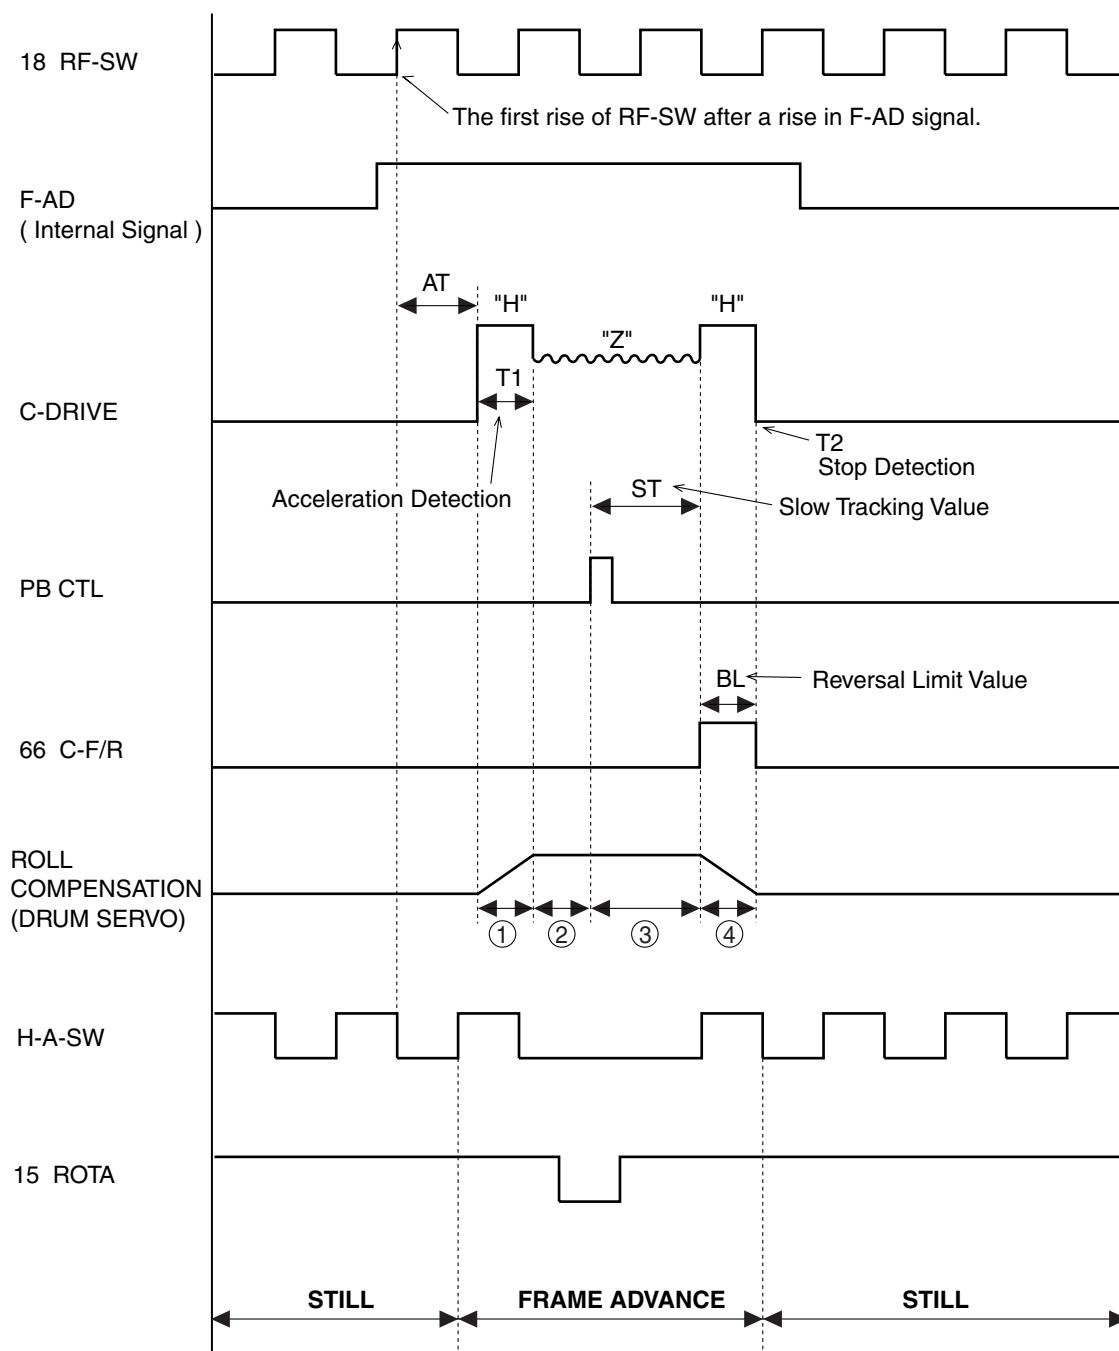 18 RF-SW
The first rise of RF-SW after a rise in F-AD signal.
F-AD
( Internal Signal )
AT
"H"
"H"
"Z"
T1
C-DRIVE
T2
Stop Detection
Acceleration Detection
ST
Slow Tracking Value
PB CTL
BL
Reversal Limit Value
66 C-F/R
ROLL
COMPENSATION
(DRUM SERVO)
① ② ③ ④
H-A-SW
15 ROTA
STILL
FRAME ADVANCE
STILL